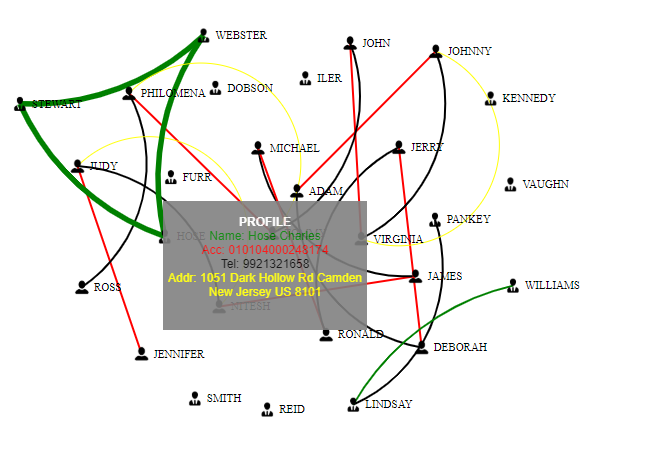 WEBSTER
JOHN
JOHNNY
ILER
DOBSON
PHILOMENA
KENNEDY
STEWART
MICHAEL
JERRY
JUDY
FURR
VAUGHN
ADAM
PANKEY
HOSE
VIRGINIA
PROFILE
Name: Hose Charles
Acc: 010104000248174
Tel: 9921321658
Addr: 1051 Dark Hollow Rd Camden
New Jersey US 8101
JAMES
ROSS
WILLIAMS
NITESH
RONALD
DEBORAH
JENNIFER
SMITH
LINDSAY
REID